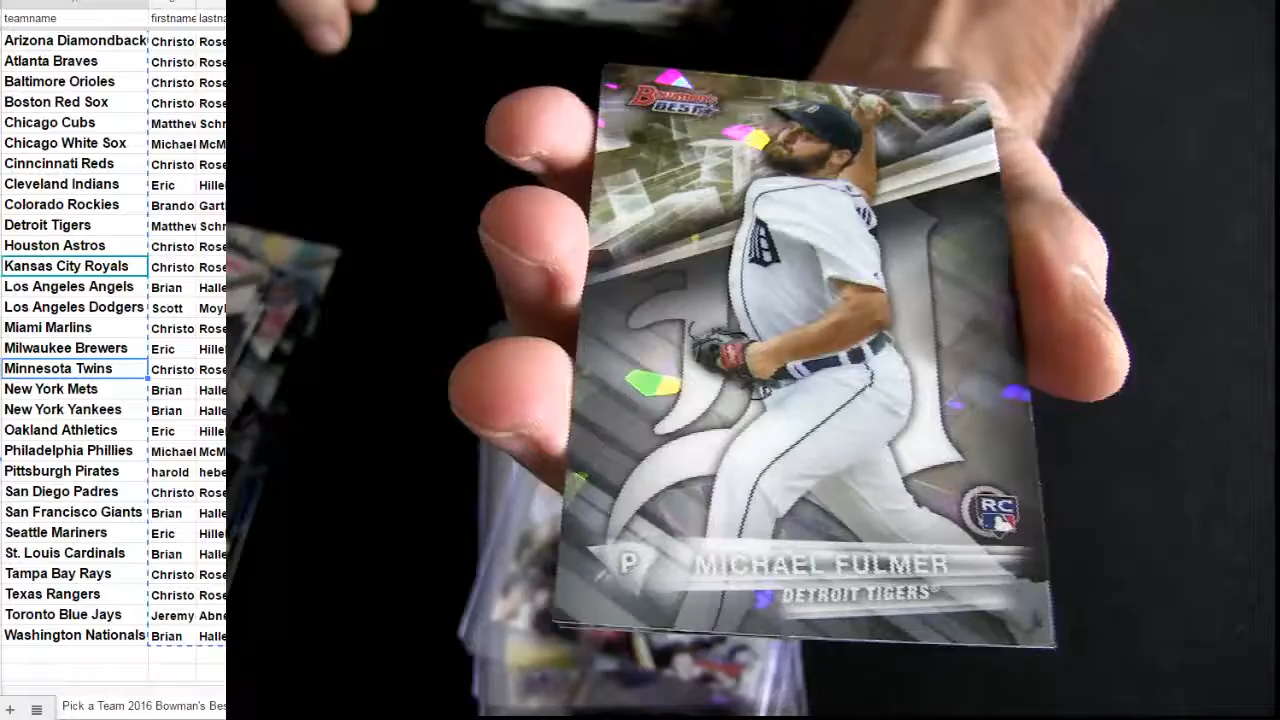 teamname firstname lastna
Arizona Diamondback Christo Rose
Atlanta Braves Christo Rose
Baltimore Orioles Christo Rose
Boston Red Sox Christo Rose
Chicago Cubs Matthew Schr
Chicago White Sox Michael McM
Cinncinati Reds Christo Rose
Cleveland Indians Eric Hille
Colorado Rockies Brando Gart
Detroit Tigers Matthew Schr
Houston Astros Christo Rose
Kansas City Royals Christo Rose
Los Angeles Angels Brian Halle
Los Angeles Dodgers Scott Moyl
Miami Marlins Christo Rose
Milwaukee Brewers Eric Hille
Minnesota Twins Christo Rose
New York Mets Brian Halle
New York Yankees Brian Halle
Oakland Athletics Eric Hille
Philadelphia Phillies Michael McM
Pittsburgh Pirates harold hebe
San Diego Padres Christo Rose
San Francisco Giants Brian Halle
Seattle Mariners Eric Hille
St. Louis Cardinals Brian Halle
Tampa Bay Rays Christo Rose
Texas Rangers Christo Rose
Toronto Blue Jays Jeremy Abne
Washington Nationals Brian Halle
Pick a Team 2016 Bowman's Bes
Bowman's
BEST
RC
P MICHAEL FULMER
DETROIT TIGERS®